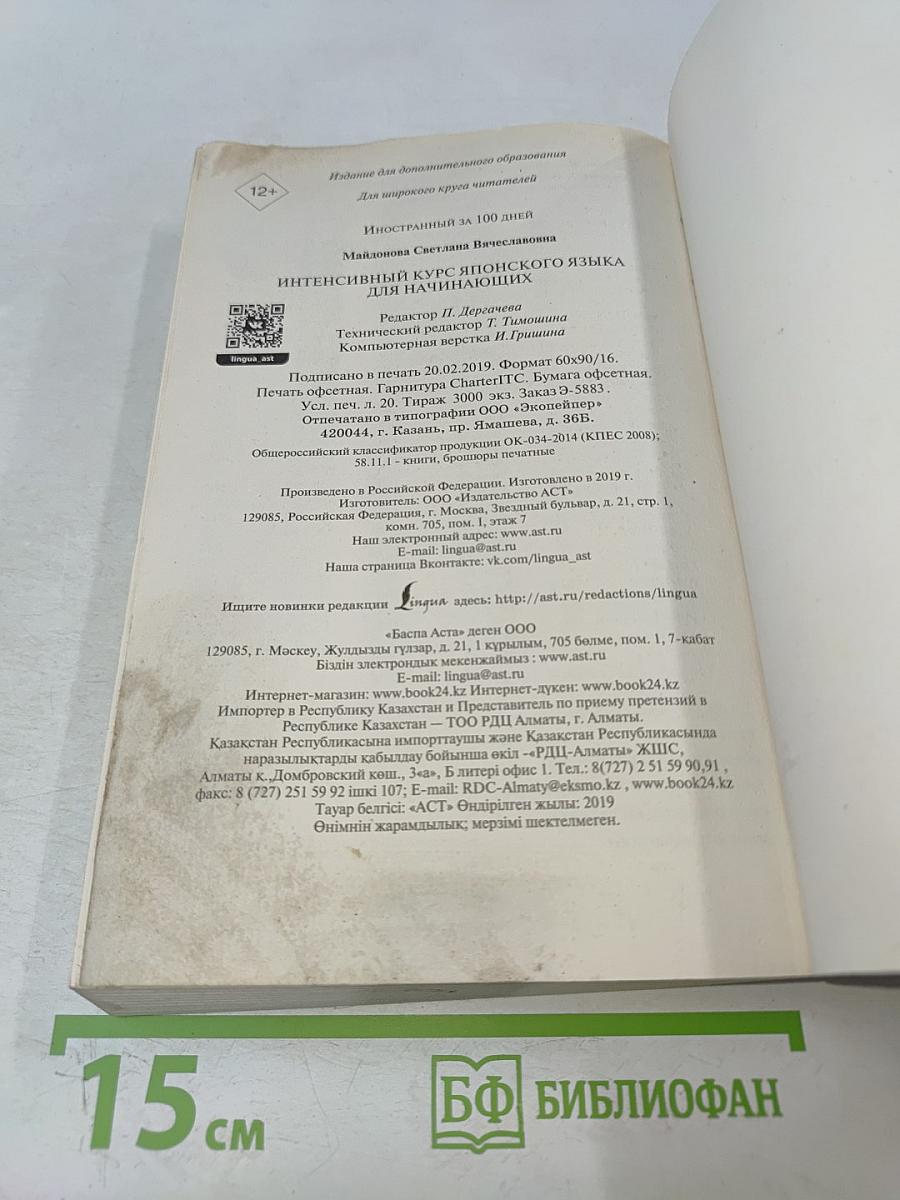 12+
Издание для дополнительного образования
Для широкого круга читателей
Иностранный за 100 дней
Майдонова Светлана Вячеславовна
ИНТЕНСИВНЫЙ КУРС ЯПОНСКОГО ЯЗЫКА
ДЛЯ НАЧИНАЮЩИХ
lingua_ast
Редактор П. Дергачева
Технический редактор Т. Тимошина
Компьютерная верстка И.Гришина
Подписано в печать 20.02.2019. Формат 60x90/16.
Печать офсетная. Гарнитура CharterITC. Бумага офсетная.
Усл. печ. л. 20. Тираж 3000 экз. Заказ Э-5883.
Отпечатано в типографии ООО «Экопейпер»
420044, г. Казань, пр. Ямашева, д. 36Б.
Общероссийский классификатор продукции ОК-034-2014 (КПЕС 2008);
58.11.1 - книги, брошюры печатные
Произведено в Российской Федерации. Изготовлено в 2019 г.
Изготовитель: ООО «Издательство АСТ»
129085, Российская Федерация, г. Москва, Звездный бульвар, д. 21, стр. 1,
комн. 705, пом. I, этаж 7
Наш электронный адрес: www.ast.ru
E-mail: lingua@ast.ru
Наша страница Вконтакте: vk.com/lingua_ast
Ищите новинки редакции Lingua здесь: http://ast.ru/redactions/lingua
«Баспа Аста» деген ООО
129085, г. Мәскеу, Жулдызды гүлзар, д. 21, 1 құрылым, 705 бөлме, пом. 1, 7-қабат
Біздін электрондык мекенжаймыз : www.ast.ru
E-mail: lingua@ast.ru
Интернет-магазин: www.book24.kz Интернет-дүкен: www.book24.kz
Импортер в Республику Казахстан и Представитель по приему претензий в
Республике Казахстан — ТОО РДЦ Алматы, г. Алматы.
Қазақстан Республикасына импорттаушы және Қазақстан Республикасында
наразылықтарды қабылдау бойынша өкіл -«РДЦ-Алматы» ЖШС,
Алматы қ.,Домбровский көш., 3«а», Б литері офис 1. Тел.: 8(727) 2 51 59 90,91 ,
факс: 8 (727) 251 59 92 ішкі 107; E-mail: RDC-Almaty@eksmo.kz , www.book24.kz
Тауар белгісі: «АСТ» Өндірілген жылы: 2019
Өнімнін жарамдылық; мерзімі шектелмеген.
15 см
БФ БИБЛИОФАН